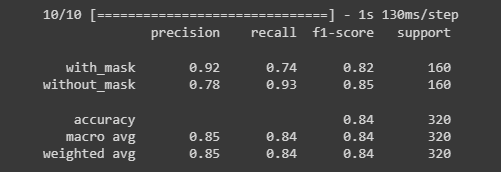 10/10 [==============================] - 1s 130ms/step
              precision    recall  f1-score   support

   with_mask       0.92      0.74      0.82       160
without_mask       0.78      0.93      0.85       160

    accuracy                           0.84       320
   macro avg       0.85      0.84      0.84       320
weighted avg       0.85      0.84      0.84       320